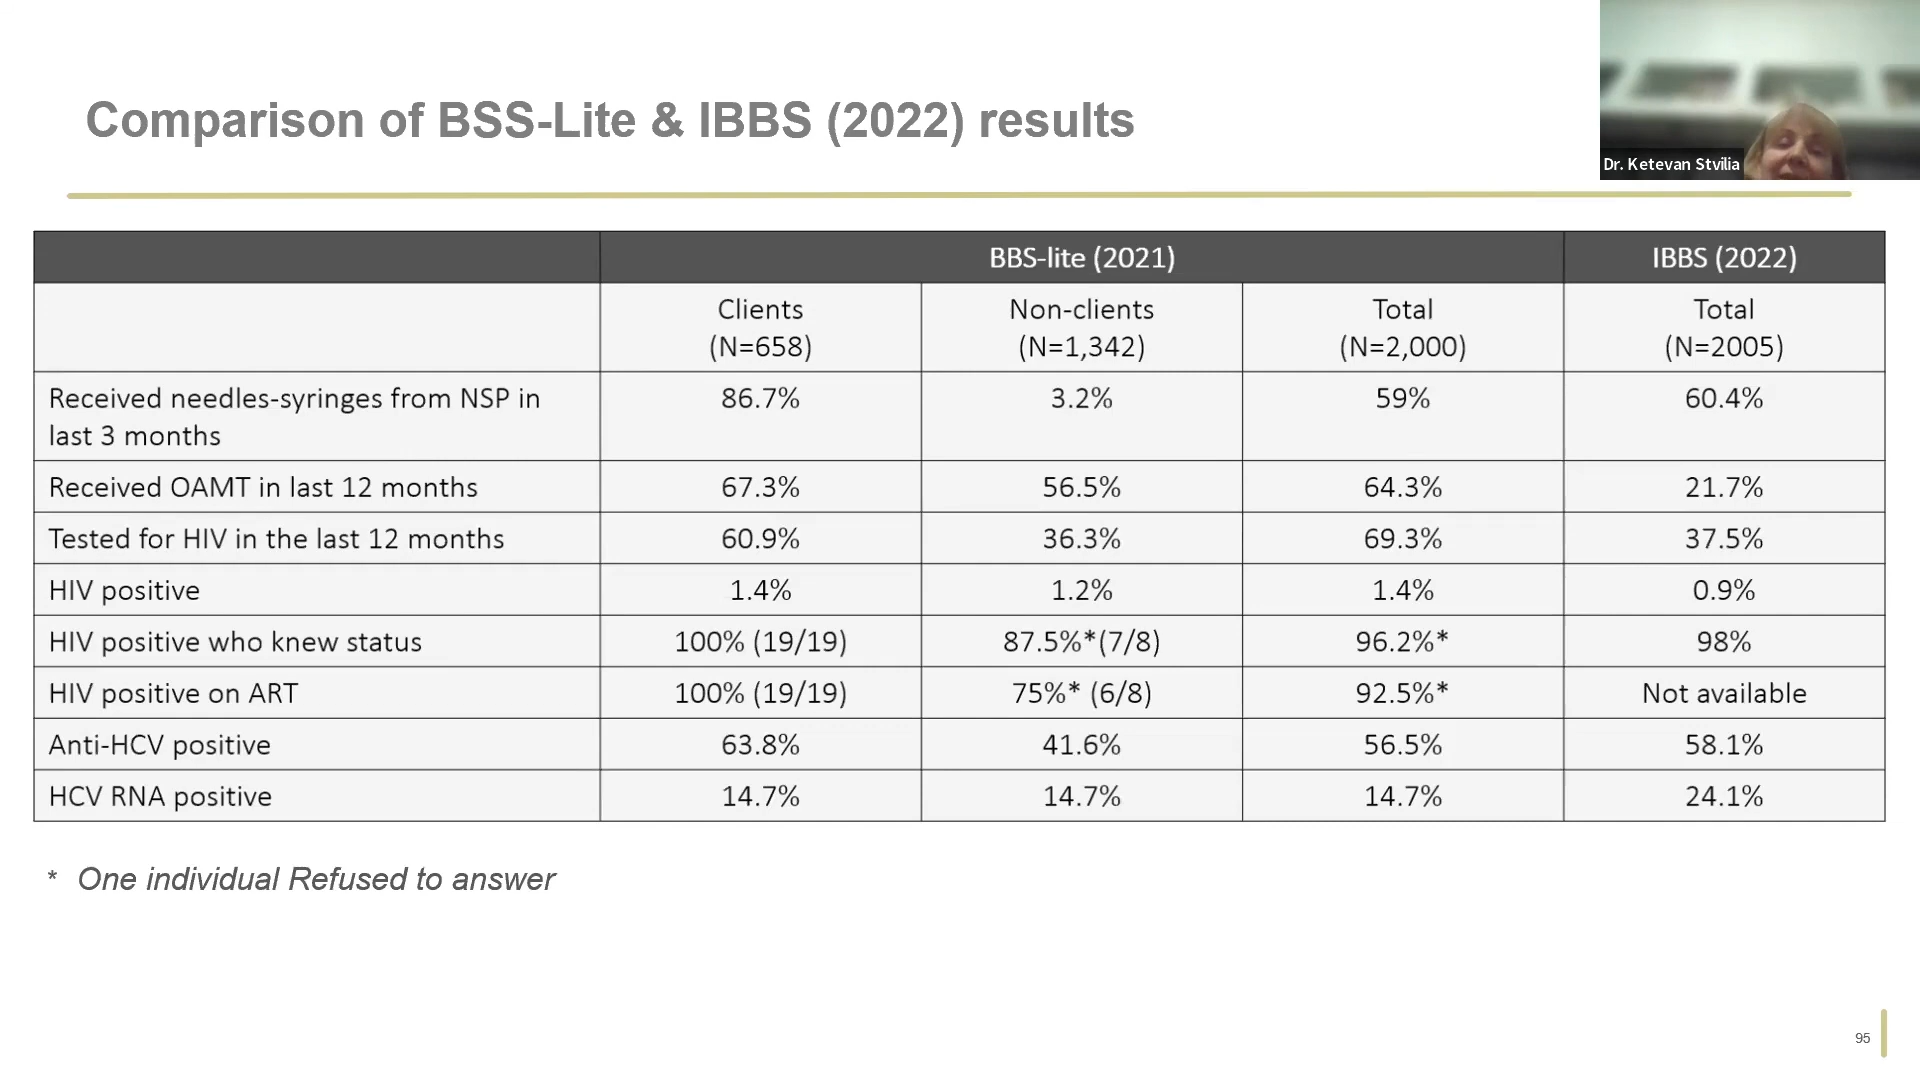 Comparison of BSS-Lite & IBBS (2022) results
Dr. Ketevan Stvilia
BBS-lite (2021) IBBS (2022)
Clients Non-clients Total Total
(N=658) (N=1,342) (N=2,000) (N=2005)
Received needles-syringes from NSP in 86.7% 3.2% 59% 60.4%
last 3 months
Received OAMT in last 12 months 67.3% 56.5% 64.3% 21.7%
Tested for HIV in the last 12 months 60.9% 36.3% 69.3% 37.5%
HIV positive 1.4% 1.2% 1.4% 0.9%
HIV positive who knew status 100% (19/19) 87.5%*(7/8) 96.2%* 98%
HIV positive on ART 100% (19/19) 75%* (6/8) 92.5%* Not available
Anti-HCV positive 63.8% 41.6% 56.5% 58.1%
HCV RNA positive 14.7% 14.7% 14.7% 24.1%
* One individual Refused to answer
95